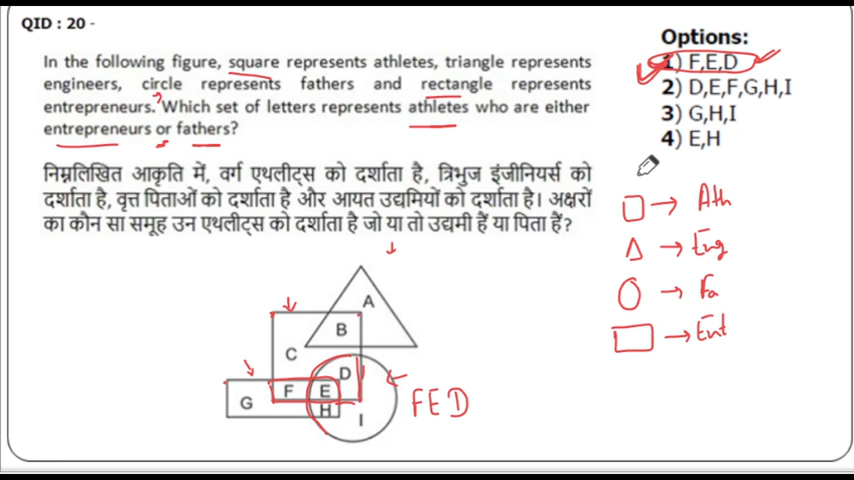 QID : 20 -
In the following figure, square represents athletes, triangle represents
engineers, circle represents fathers and rectangle represents
entrepreneurs. Which set of letters represents athletes who are either
entrepreneurs or fathers?
निम्नलिखित आकृति में, वर्ग एथलीट्स को दर्शाता है, त्रिभुज इंजीनियर्स को
दर्शाता है, वृत्त पिताओं को दर्शाता है और आयत उद्यमियों को दर्शाता है। अक्षरों
का कौन सा समूह उन एथलीट्स को दर्शाता है जो या तो उद्यमी हैं या पिता हैं?
Options:
1) F,E,D
2) D,E,F,G,H,I
3) G,H,I
4) E,H
→ Ath
→ Eng
→ Fa
→ Ent
A
B
C
D
F E
G
H
I
FED